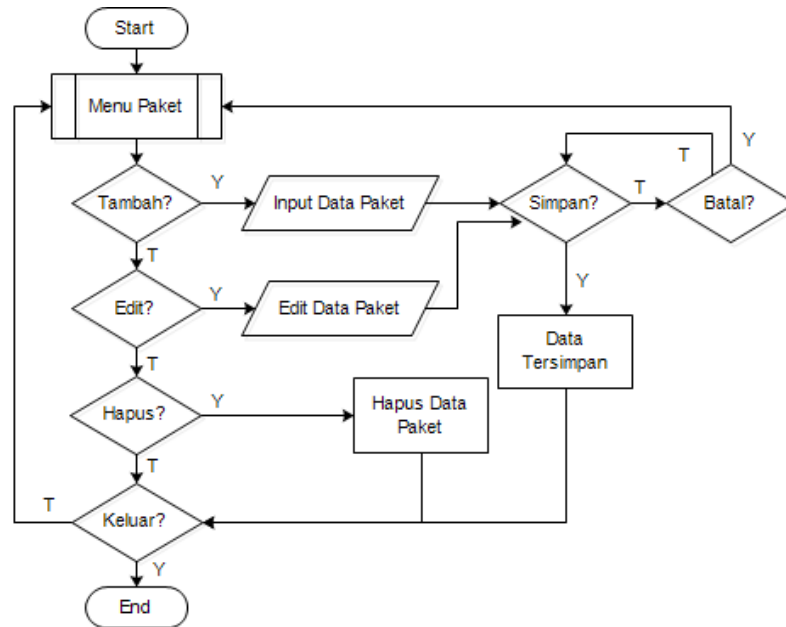 Start
Menu Paket
Y
Tambah?
Y
Input Data Paket
Simpan?
T
T
Batal?
T
Edit?
Y
Edit Data Paket
Y
Data
Tersimpan
T
Hapus?
Y
Hapus Data
Paket
T
T
Keluar?
Y
End